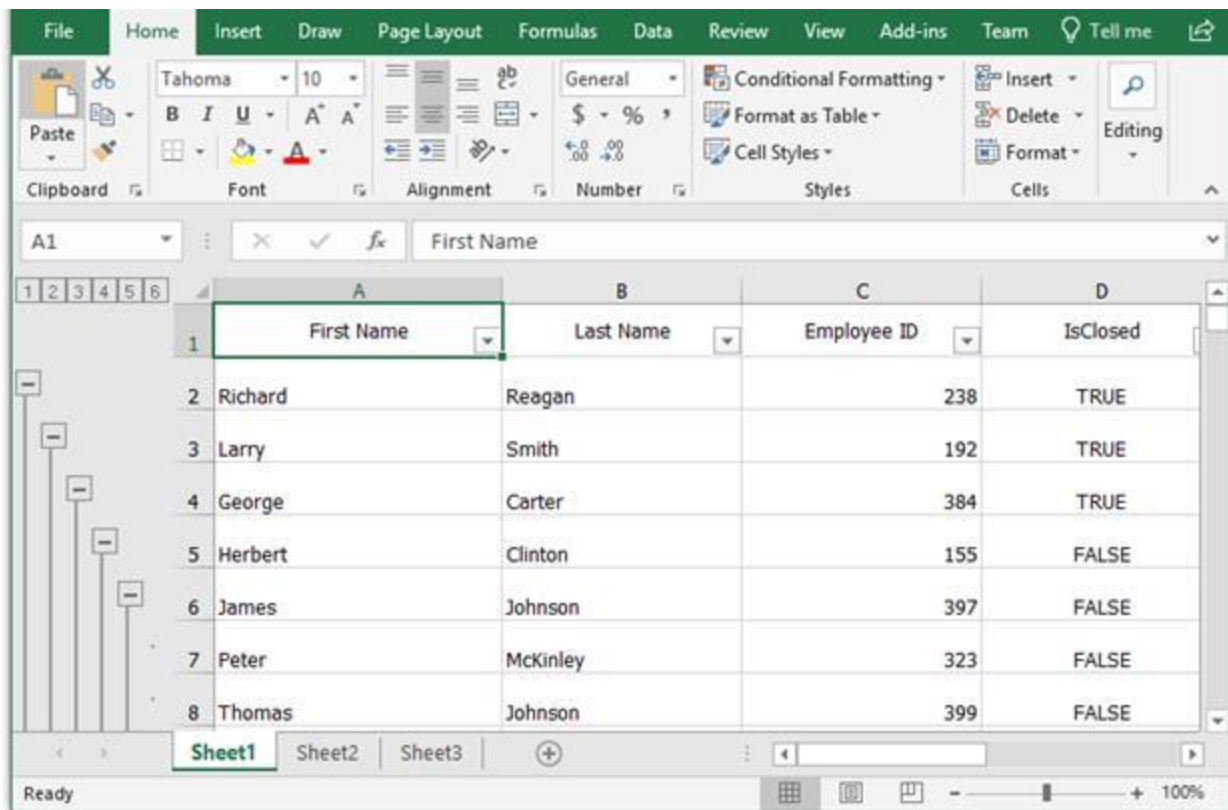 File Home Insert Draw Page Layout Formulas Data Review View Add-ins Team Tell me
Tahoma 10 ab General Conditional Formatting Insert
Paste B I U A A $ % , Format as Table Delete Editing
A .00 Cell Styles Format
Clipboard Font Alignment Number Styles Cells
A1 fx First Name
1 2 3 4 5 6 A B C D
1 First Name Last Name Employee ID IsClosed
2 Richard Reagan 238 TRUE
3 Larry Smith 192 TRUE
4 George Carter 384 TRUE
5 Herbert Clinton 155 FALSE
6 James Johnson 397 FALSE
7 Peter McKinley 323 FALSE
8 Thomas Johnson 399 FALSE
Sheet1 Sheet2 Sheet3
Ready 100%